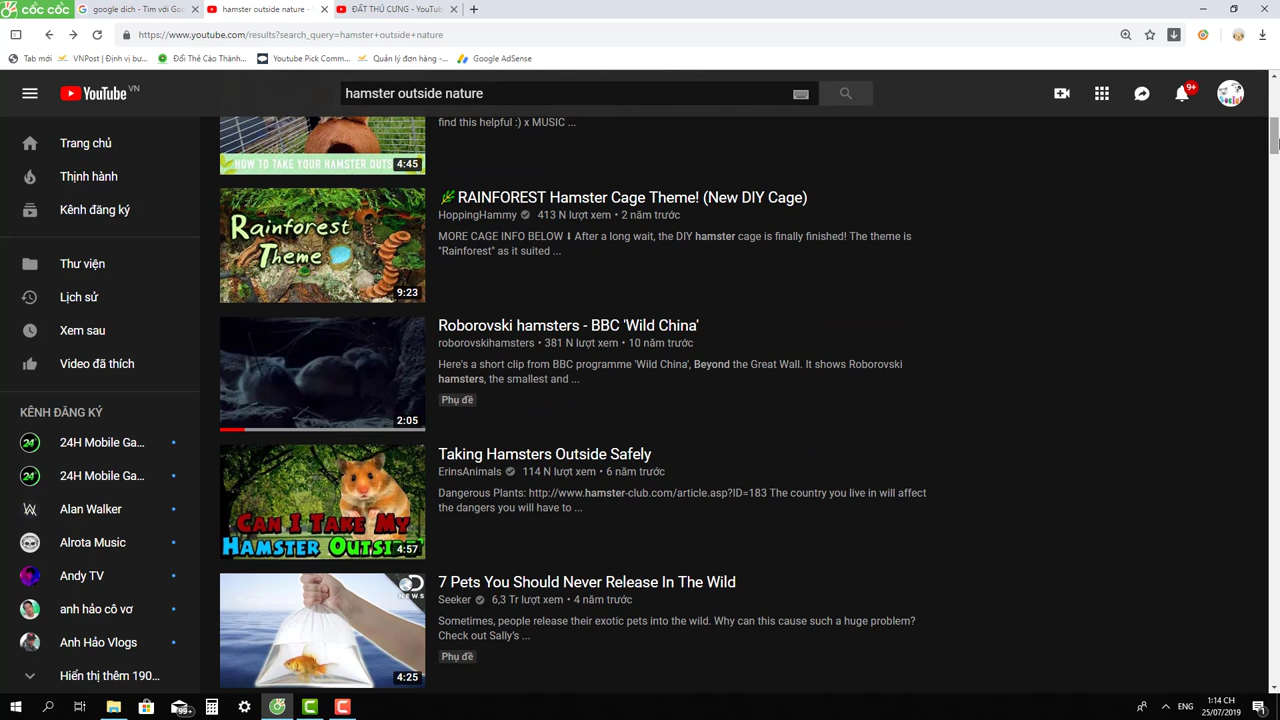 cốc cốc
google dich - Tìm với Goo
hamster outside nature -
ĐẤT THÚ CƯNG - YouTub
https://www.youtube.com/results?search_query=hamster+outside+nature
Tab mới
VNPost | Định vị bư...
Đổi Thẻ Cào Thành...
Youtube Pick Comm...
Quản lý đơn hàng -...
Google AdSense
YouTube VN
hamster outside nature
9+
Trang chủ
Thịnh hành
Kênh đăng ký
Thư viện
Lịch sử
Xem sau
Video đã thích
KÊNH ĐĂNG KÝ
24H Mobile Ga...
24H Mobile Ga...
Alan Walker
Alrota Music
Andy TV
anh hảo cô vơ
Anh Hảo Vlogs
Hiển thị thêm 190...
find this helpful :) x MUSIC ...
HOW TO TAKE YOUR HAMSTER OUTS
4:45
RAINFOREST Hamster Cage Theme! (New DIY Cage)
HoppingHammy 413 N lượt xem • 2 năm trước
MORE CAGE INFO BELOW ⬇ After a long wait, the DIY hamster cage is finally finished! The theme is
"Rainforest" as it suited ...
Rainforest
Theme
9:23
Roborovski hamsters - BBC 'Wild China'
roborovskihamsters • 381 N lượt xem • 10 năm trước
Here's a short clip from BBC programme 'Wild China', Beyond the Great Wall. It shows Roborovski
hamsters, the smallest and ...
Phụ đề
2:05
Taking Hamsters Outside Safely
ErinsAnimals 114 N lượt xem • 6 năm trước
Dangerous Plants: http://www.hamster-club.com/article.asp?ID=183 The country you live in will affect
the dangers you will have to ...
CAN I TAKE MY
HAMSTER OUTSIDE
4:57
7 Pets You Should Never Release In The Wild
Seeker 6,3 Tr lượt xem • 4 năm trước
Sometimes, people release their exotic pets into the wild. Why can this cause such a huge problem?
Check out Sally's ...
Phụ đề
D
NEWS
4:25
99+
24
24
ENG
1:14 CH
25/07/2019
1